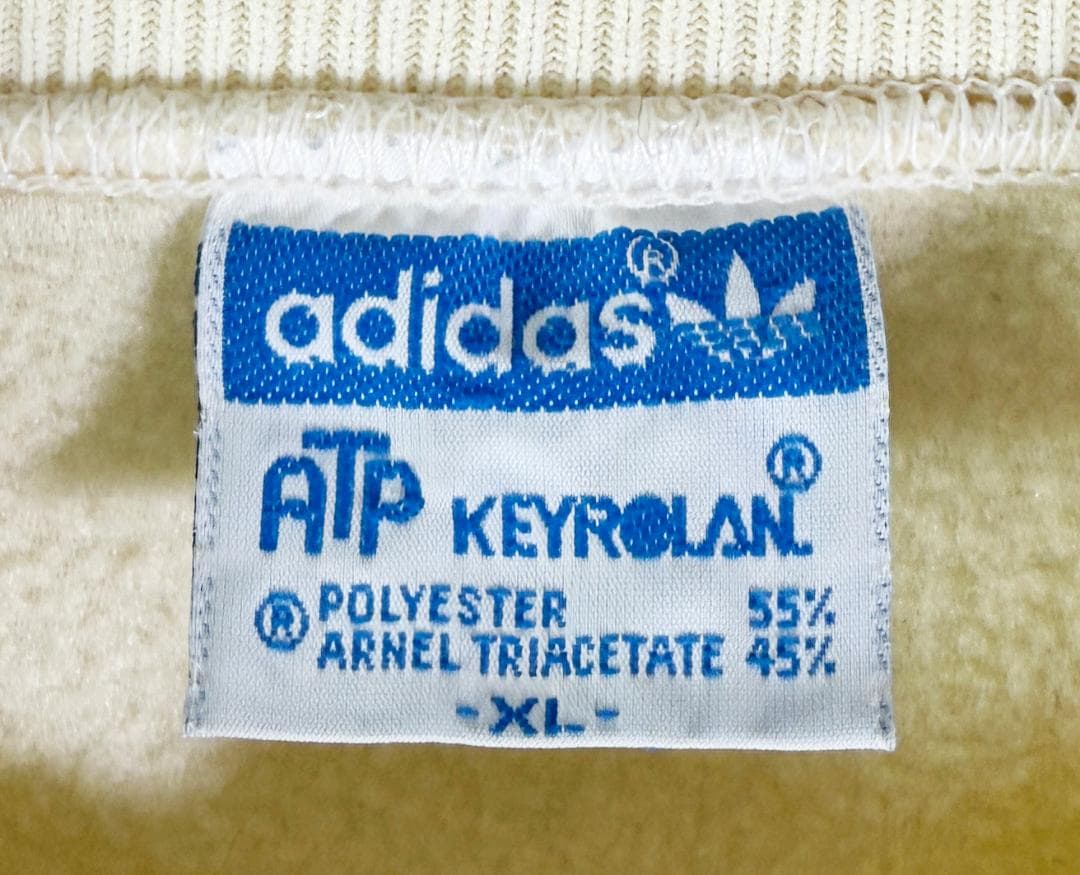 adidas®
ATP KEYROLAN®
® POLYESTER 55%
ARNEL TRIACETATE 45%
- XL -